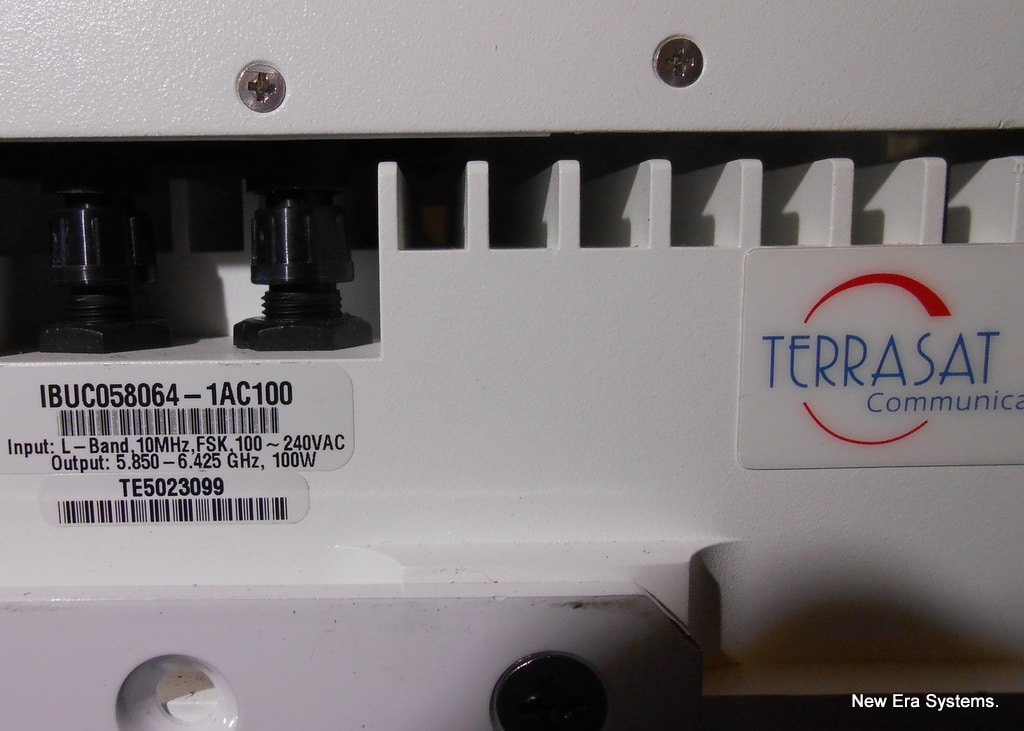 IBUC058064-1AC100
Input: L-Band,10MHz,FSK,100~240VAC
Output: 5.850-6.425 GHz, 100W
TE5023099
TERRASAT
Communica
New Era Systems.